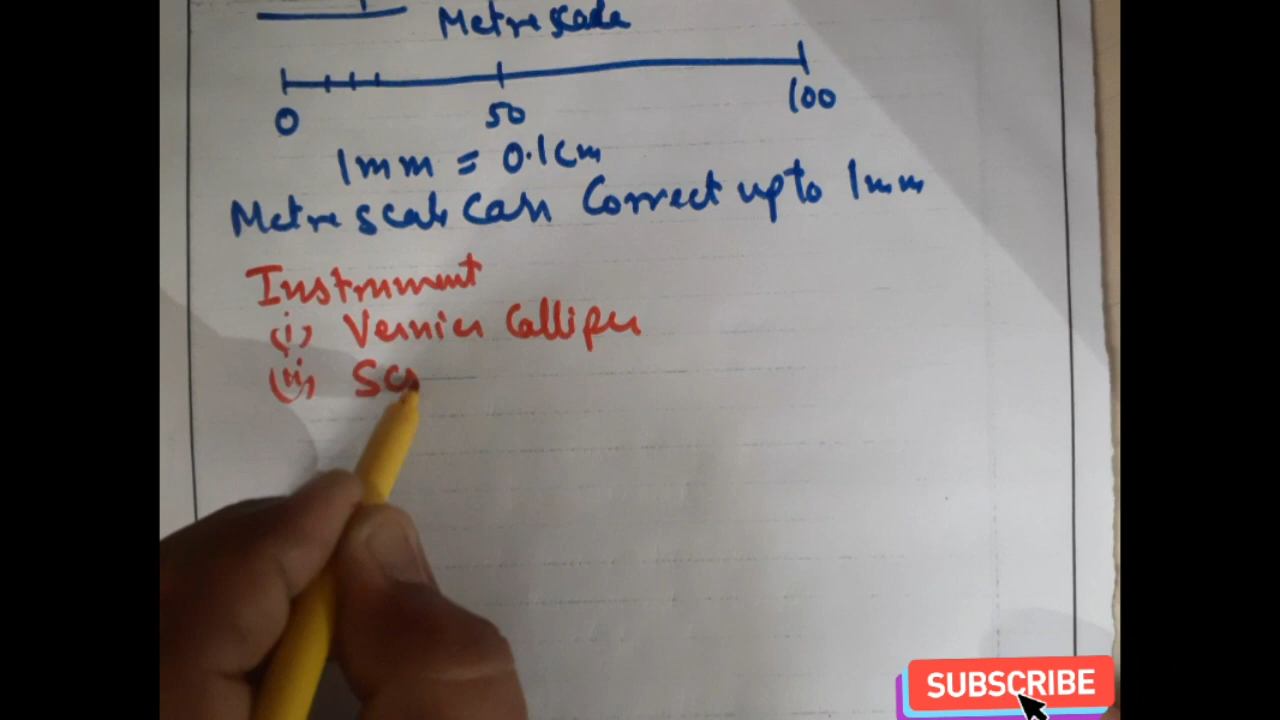 Metre scale
0 50 100
1mm = 0.1cm
Metre scale can correct upto 1mm
Instrument
(i) Vernier Calliper
(ii) Sc
SUBSCRIBE